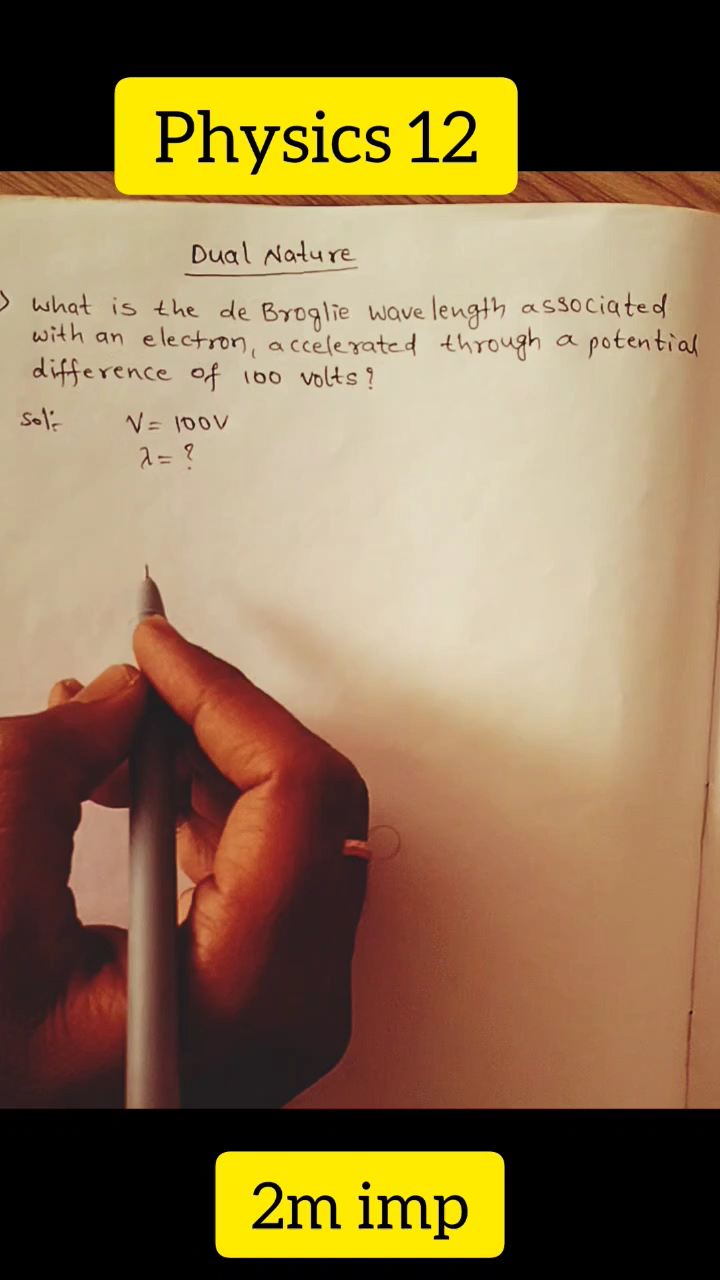 Physics 12
Dual Nature
What is the de Broglie wavelength associated
with an electron, accelerated through a potential
difference of 100 volts?
Sol:- V = 100V
λ = ?
2m imp